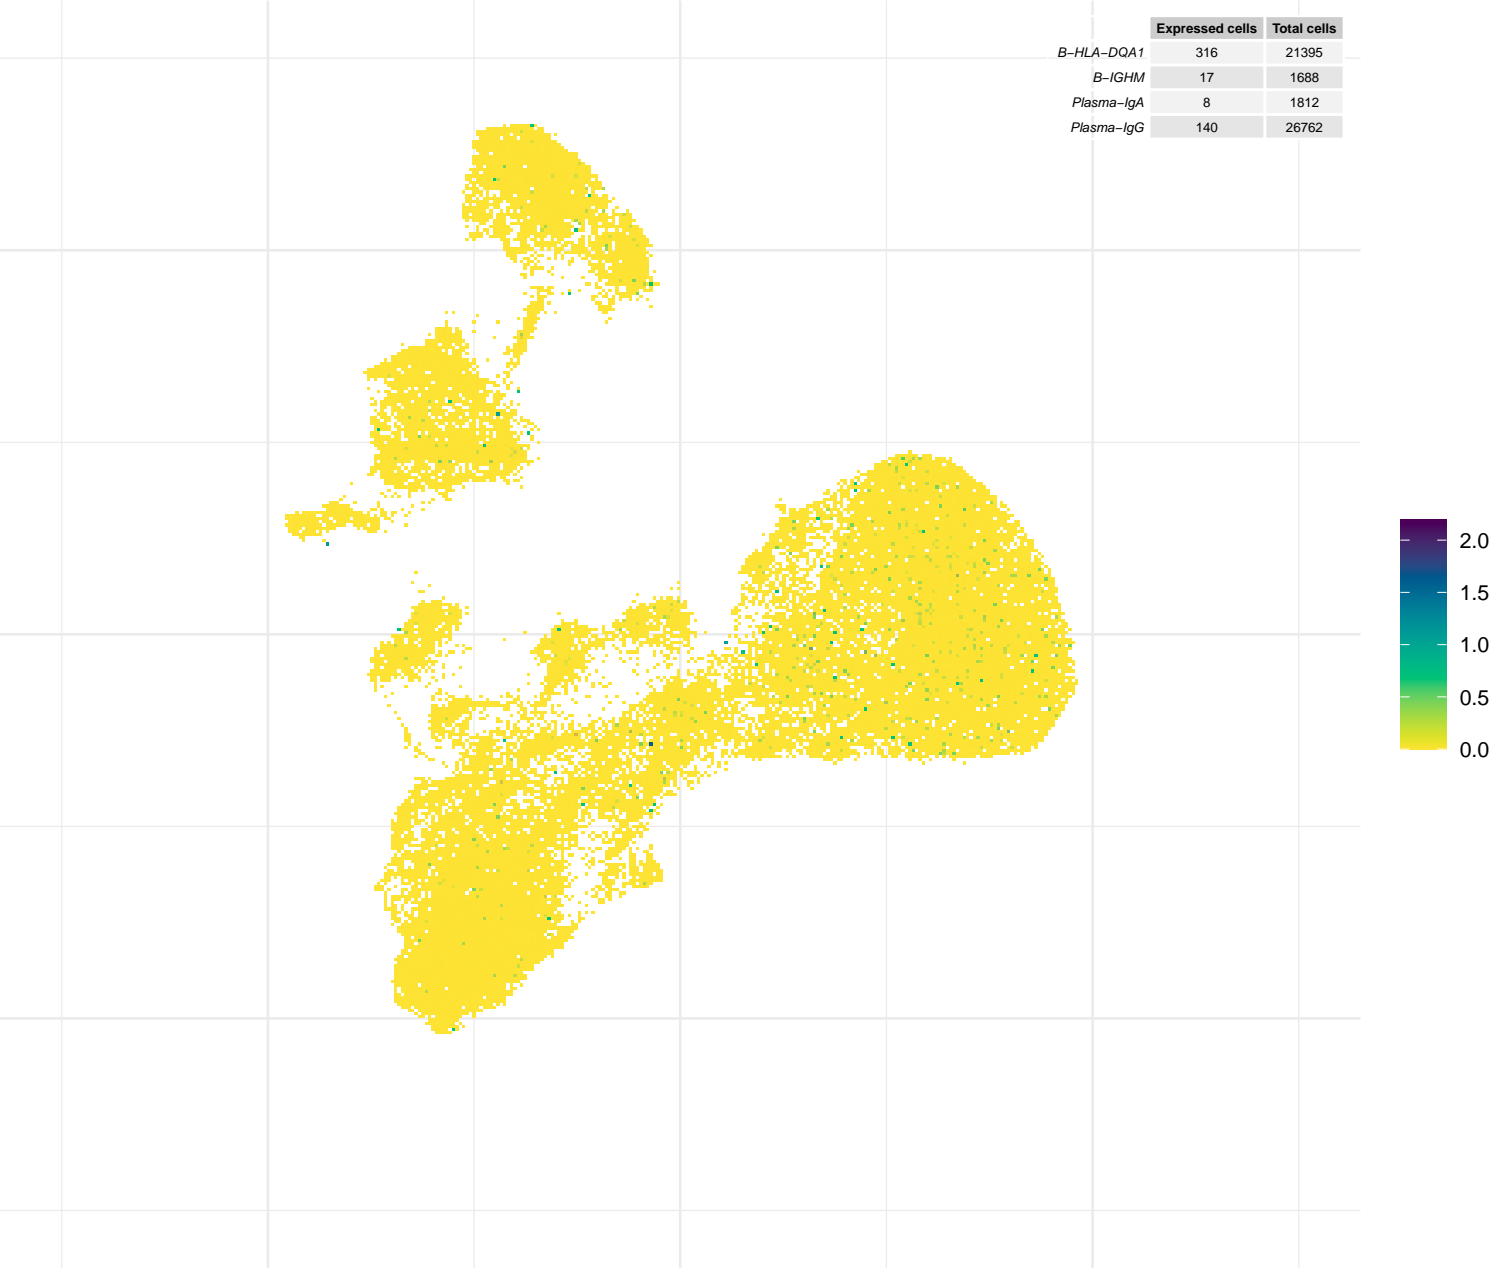 Expressed cells Total cells
B−HLA−DQA1 316 21395
B−IGHM 17 1688
Plasma−IgA 8 1812
Plasma−IgG 140 26762
2.0
1.5
1.0
0.5
0.0